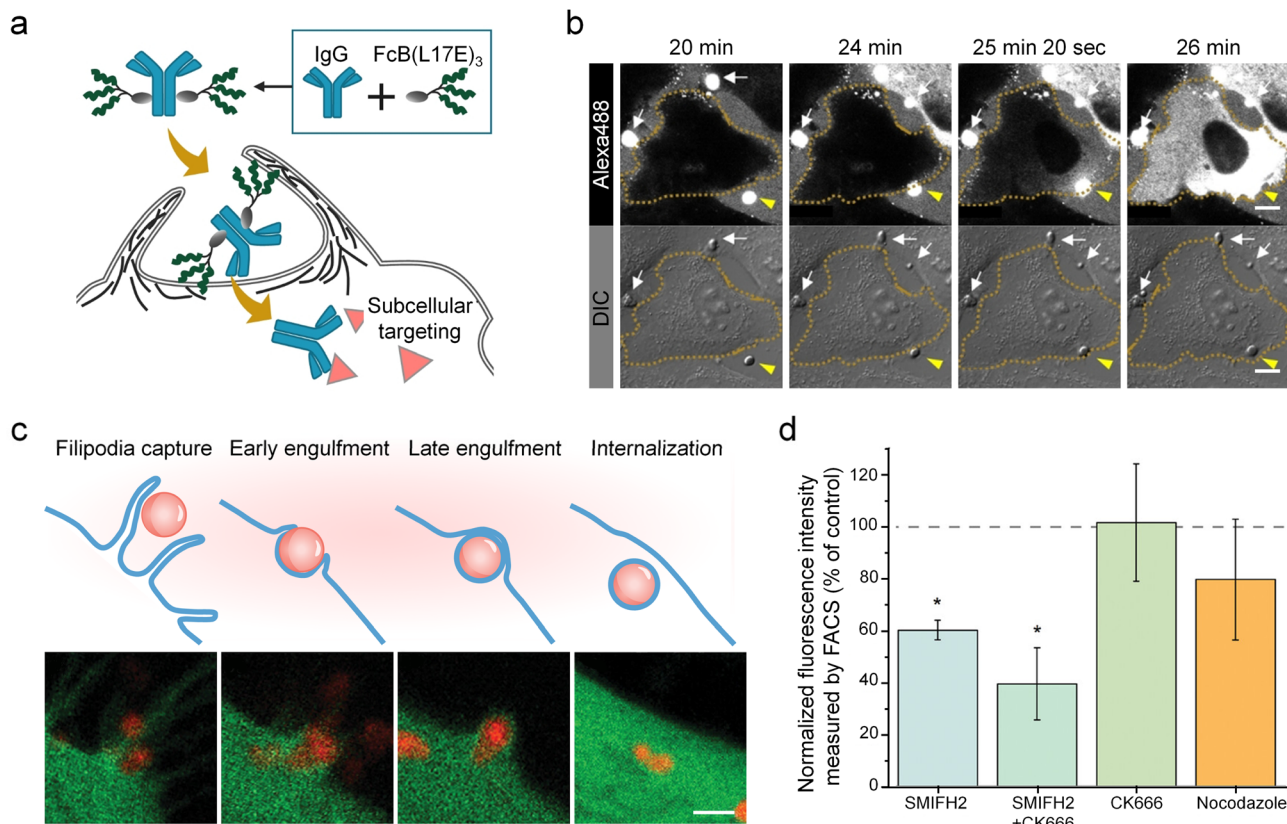 a
IgG
FcB(L17E)3
+
Subcellular
targeting
b
20 min
24 min
25 min 20 sec
26 min
Alexa488
DIC
c
Filipodia capture
Early engulfment
Late engulfment
Internalization
d
Normalized fluorescence intensity
measured by FACS (% of control)
120
100
80
60
40
20
0
*
*
SMIFH2
SMIFH2
+CK666
CK666
Nocodazole